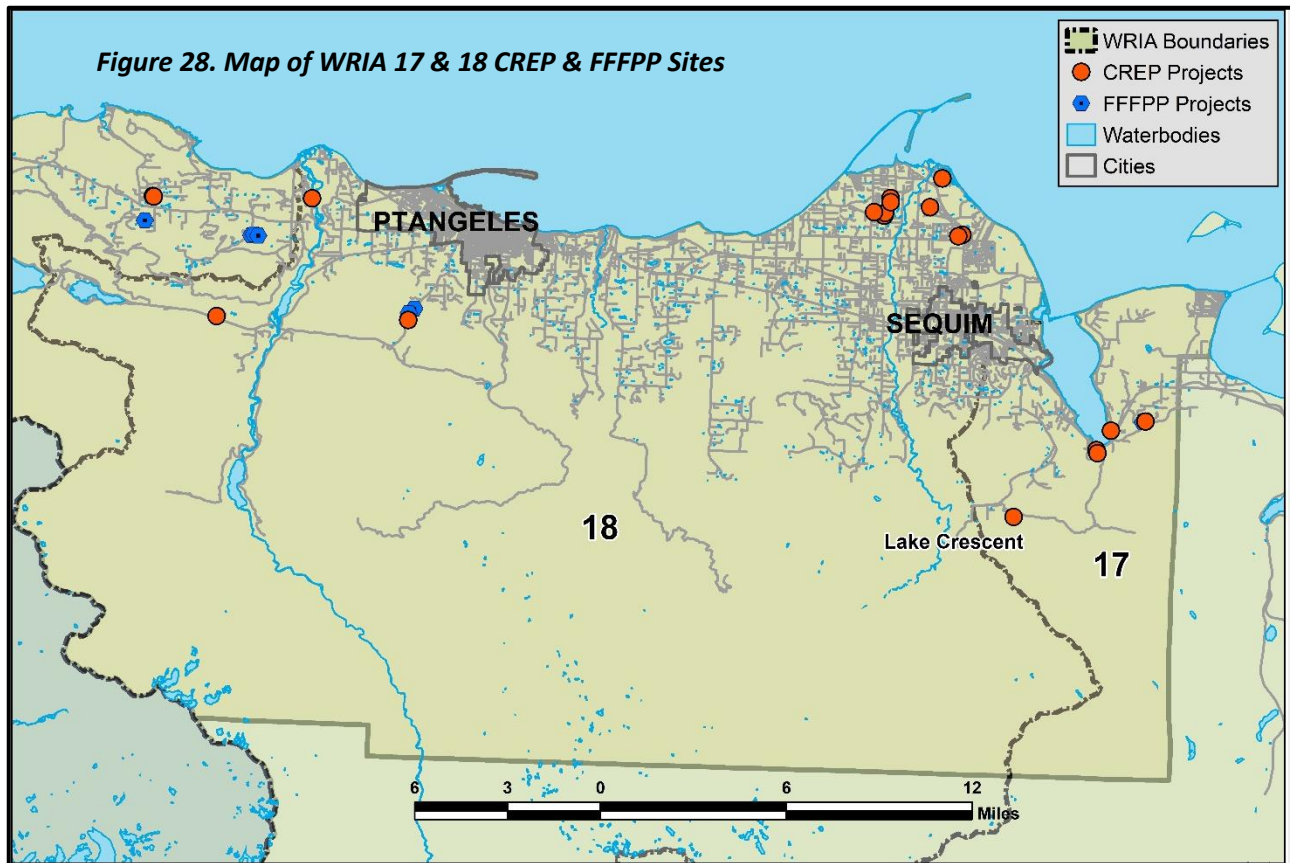 Figure 28. Map of WRIA 17 & 18 CREP & FFFPP Sites
WRIA Boundaries
CREP Projects
FFFPP Projects
Waterbodies
Cities
PTANGELES
SEQUIM
18
Lake Crescent
17
6 3 0 6 12
Miles